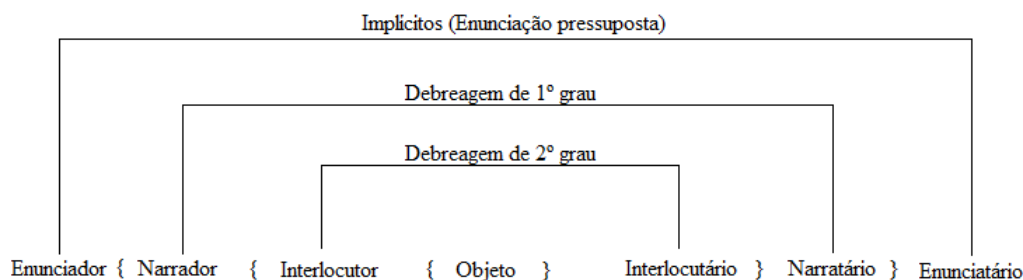 Implícitos (Enunciação pressuposta)
Debreagem de 1º grau
Debreagem de 2º grau
Enunciador { Narrador { Interlocutor { Objeto } Interlocutário } Narratário } Enunciatário